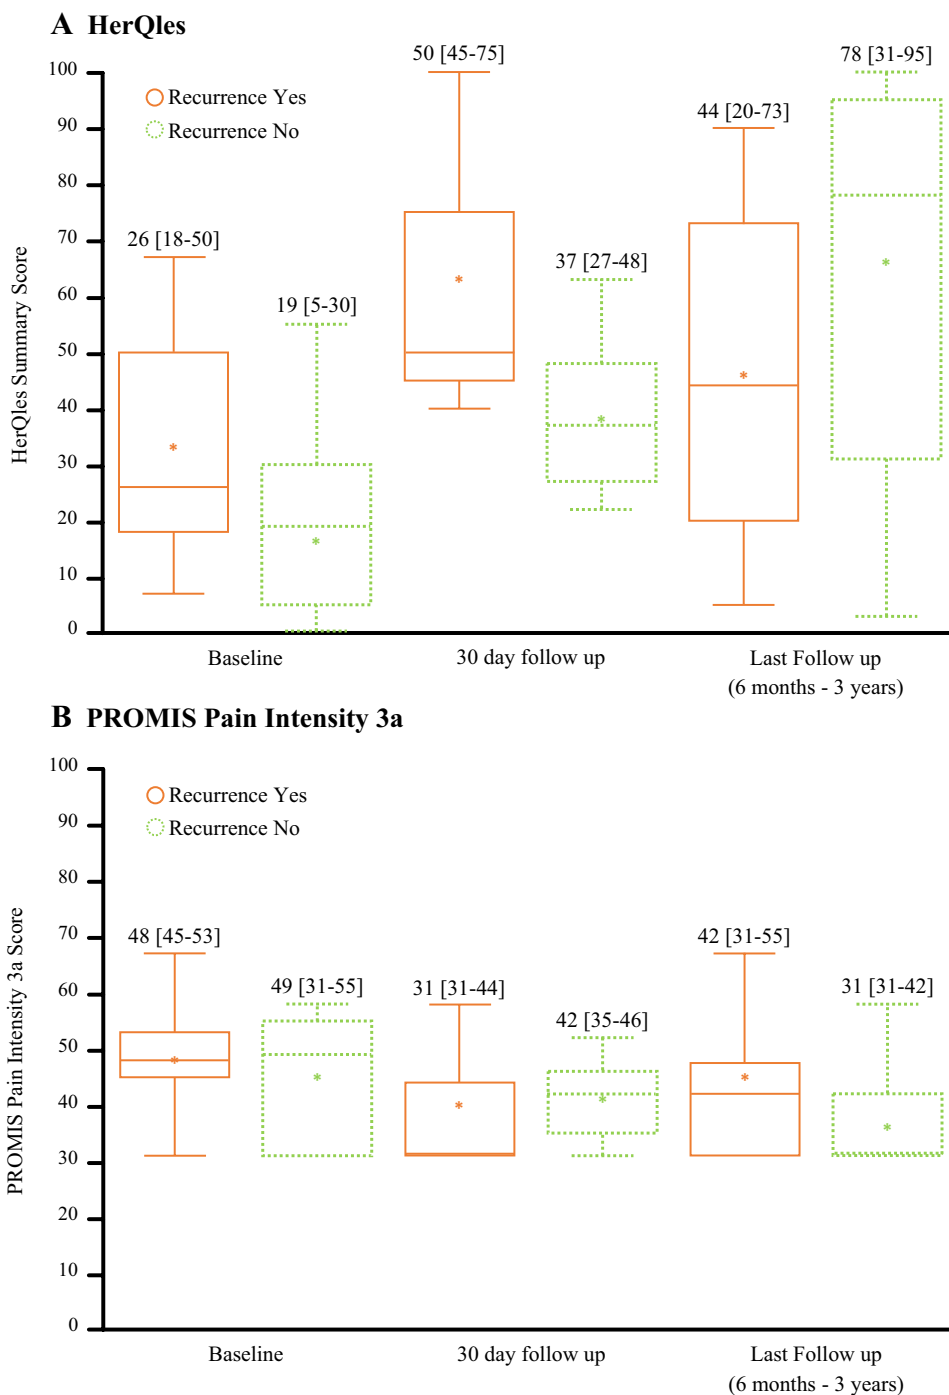 A HerQles
50 [45-75]
78 [31-95]
100
Recurrence Yes
Recurrence No
90
44 [20-73]
80
70
26 [18-50]
37 [27-48]
60
19 [5-30]
50
40
30
20
10
0
HerQles Summary Score
Baseline
30 day follow up
Last Follow up
(6 months - 3 years)
B PROMIS Pain Intensity 3a
100
Recurrence Yes
Recurrence No
90
80
70
48 [45-53]
42 [31-55]
60
49 [31-55]
31 [31-44]
31 [31-42]
42 [35-46]
50
40
30
20
10
0
PROMIS Pain Intensity 3a Score
Baseline
30 day follow up
Last Follow up
(6 months - 3 years)